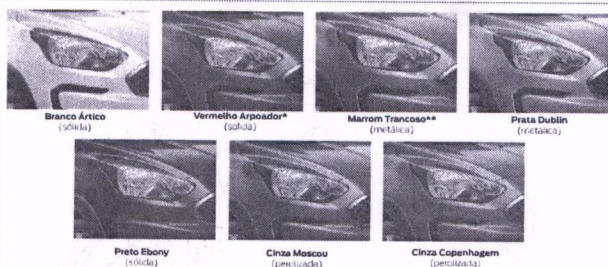 Branco Ártico
(sólida)
Vermelho Arpoador*
(sólida)
Marrom Trancoso**
(metálica)
Prata Dublin
(metálica)
Preto Ebony
(sólida)
Cinza Moscou
(perolizada)
Cinza Copenhagem
(perolizada)